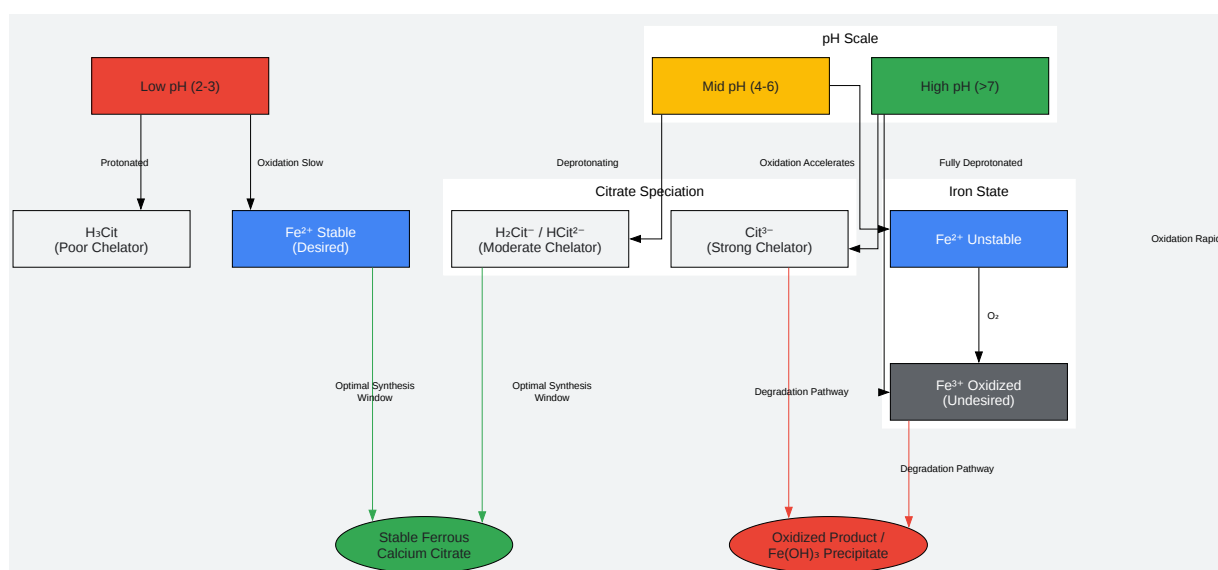 pH Scale
Low pH (2-3)
Mid pH (4-6)
High pH (>7)
Protonated
Oxidation Slow
Deprotonating
Oxidation Accelerates
Fully Deprotonated
Citrate Speciation
Iron State
H₃Cit
(Poor Chelator)
Fe²⁺ Stable
(Desired)
H₂Cit⁻ / HCit²⁻
(Moderate Chelator)
Cit³⁻
(Strong Chelator)
Fe²⁺ Unstable
Oxidation Rapid
O₂
Optimal Synthesis
Window
Optimal Synthesis
Window
Degradation Pathway
Fe³⁺ Oxidized
(Undesired)
Degradation Pathway
Stable Ferrous
Calcium Citrate
Oxidized Product /
Fe(OH)₃ Precipitate